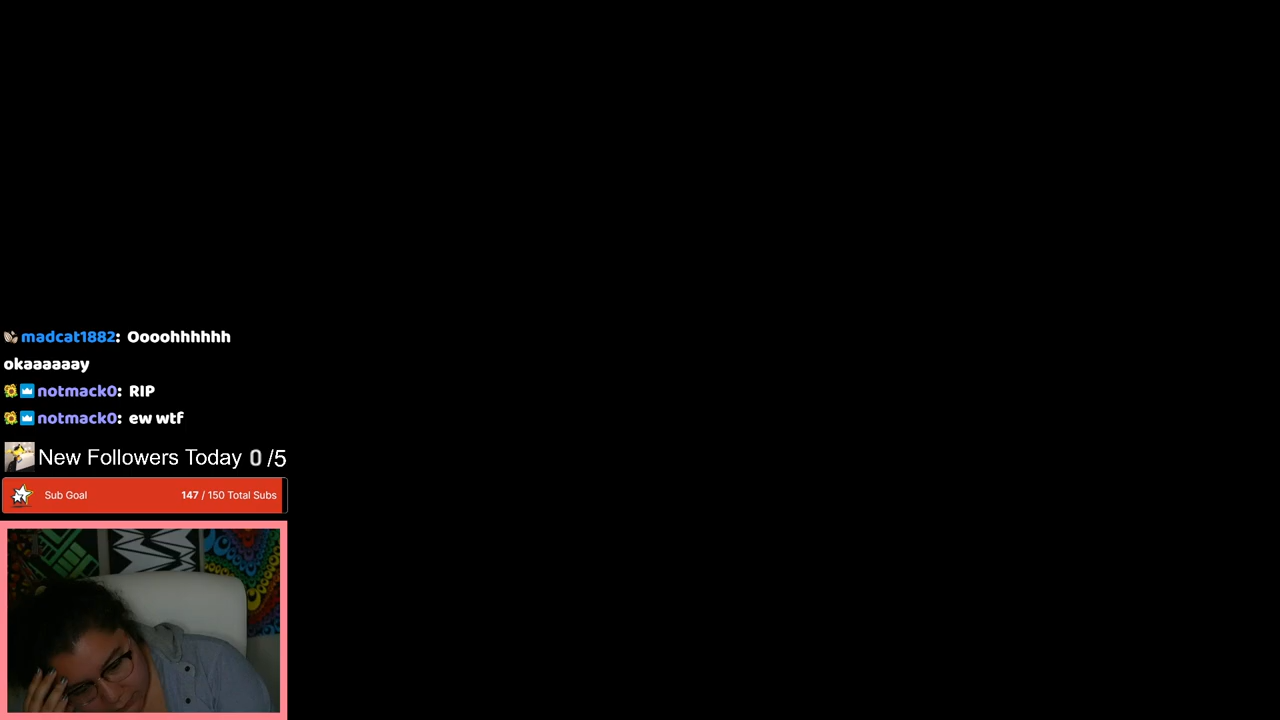 madcat1882: Oooohhhhhh
okaaaaaay
notmack0: RIP
notmack0: ew wtf
New Followers Today 0 /5
Sub Goal 147 / 150 Total Subs